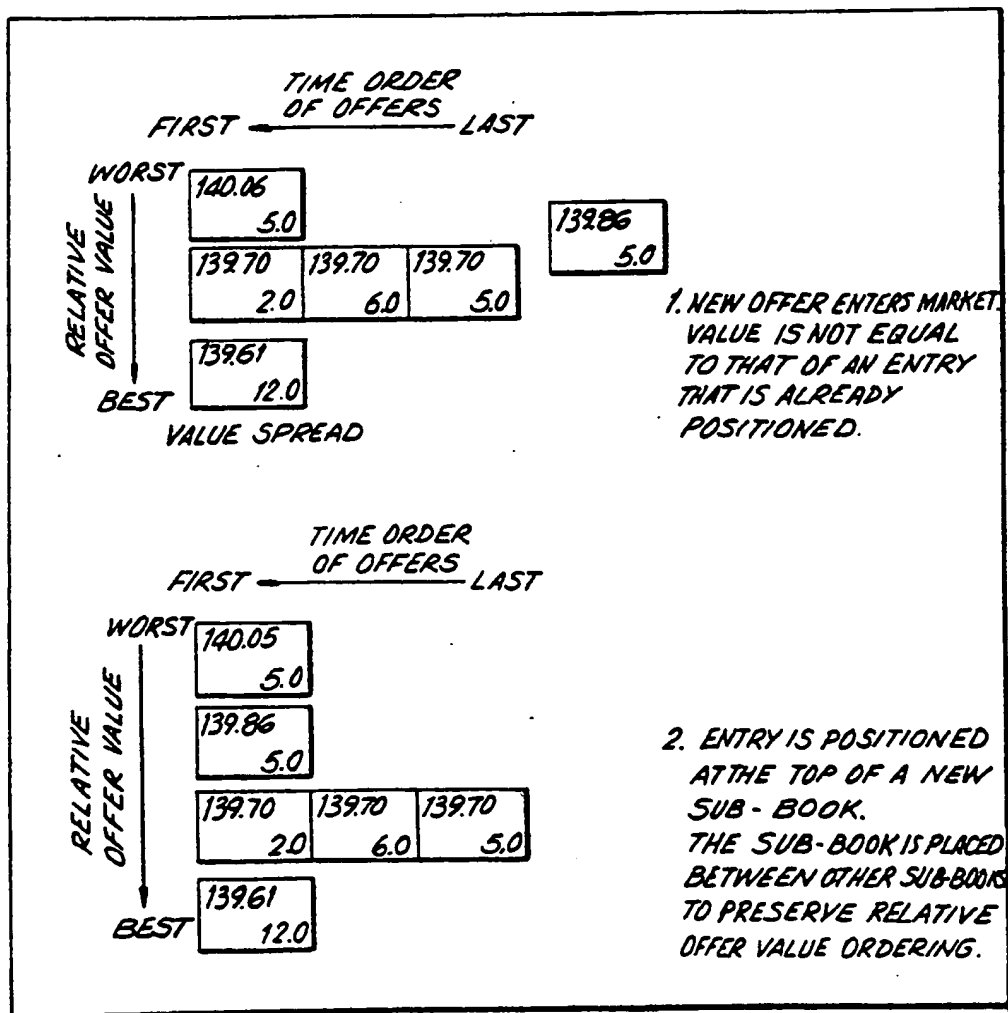 TIME ORDER
OF OFFERS
FIRST LAST
WORST
RELATIVE
OFFER VALUE
BEST
140.06
5.0
139.86
5.0
139.70 139.70 139.70
2.0 6.0 5.0
139.61
12.0
VALUE SPREAD
1. NEW OFFER ENTERS MARKET.
VALUE IS NOT EQUAL
TO THAT OF AN ENTRY
THAT IS ALREADY
POSITIONED.
TIME ORDER
OF OFFERS
FIRST LAST
WORST
RELATIVE
OFFER VALUE
BEST
140.05
5.0
139.86
5.0
139.70 139.70 139.70
2.0 6.0 5.0
139.61
12.0
2. ENTRY IS POSITIONED
AT THE TOP OF A NEW
SUB-BOOK.
THE SUB-BOOK IS PLACED
BETWEEN OTHER SUB-BOOKS
TO PRESERVE RELATIVE
OFFER VALUE ORDERING.